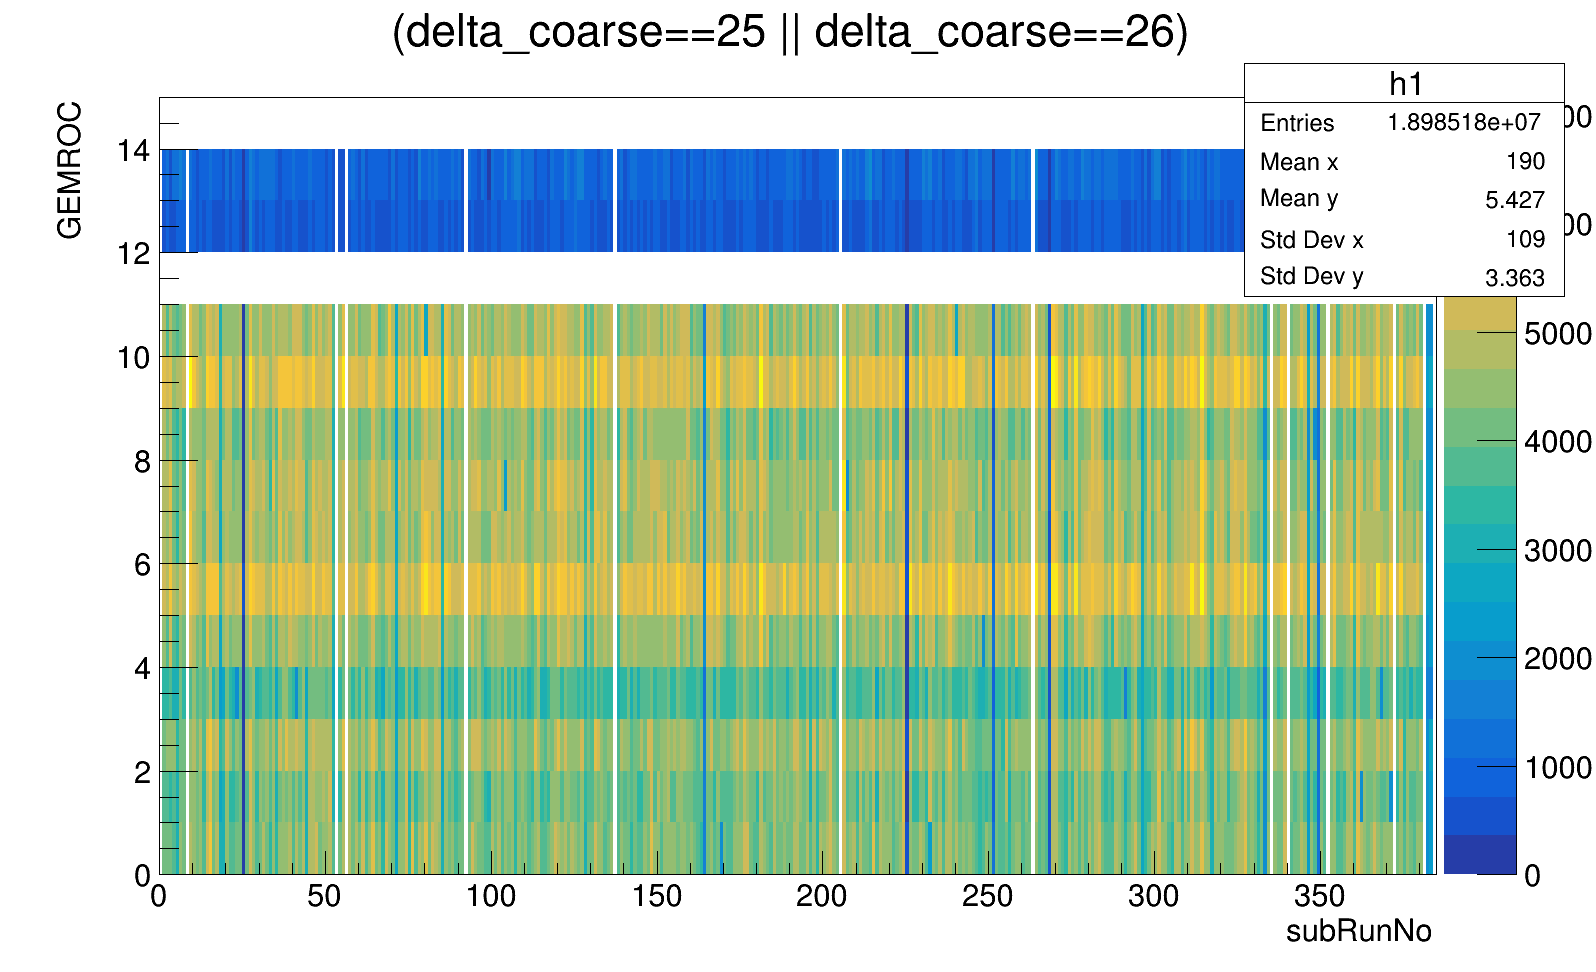 (delta_coarse==25 || delta_coarse==26)
h1
Entries 1.898518e+07
Mean x 190
Mean y 5.427
Std Dev x 109
Std Dev y 3.363
GEMROC
14
12
10
8
6
4
2
0
0 50 100 150 200 250 300 350
subRunNo
00
00
5000
4000
3000
2000
1000
0